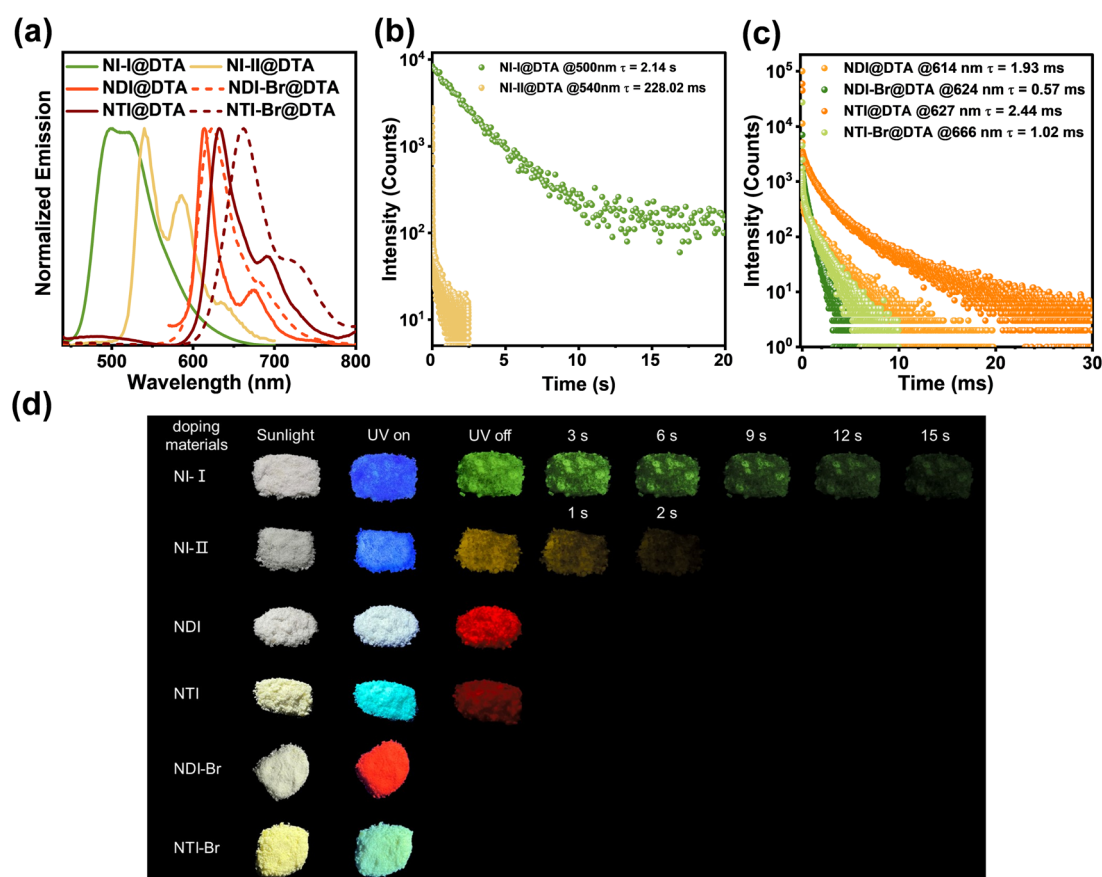 (a)
NI-I@DTA NI-II@DTA
NDI@DTA NDI-Br@DTA
NTI@DTA NTI-Br@DTA
Normalized Emission
500 600 700 800
Wavelength (nm)
(b)
NI-I@DTA @500nm τ = 2.14 s
NI-II@DTA @540nm τ = 228.02 ms
Intensity (Counts)
10⁴
10³
10²
10¹
0 5 10 15 20
Time (s)
(c)
NDI@DTA @614 nm τ = 1.93 ms
NDI-Br@DTA @624 nm τ = 0.57 ms
NTI@DTA @627 nm τ = 2.44 ms
NTI-Br@DTA @666 nm τ = 1.02 ms
Intensity (Counts)
10⁵
10⁴
10³
10²
10¹
10⁰
0 10 20 30
Time (ms)
(d)
doping
materials Sunlight UV on UV off 3 s 6 s 9 s 12 s 15 s
NI-Ⅰ
1 s 2 s
NI-Ⅱ
NDI
NTI
NDI-Br
NTI-Br